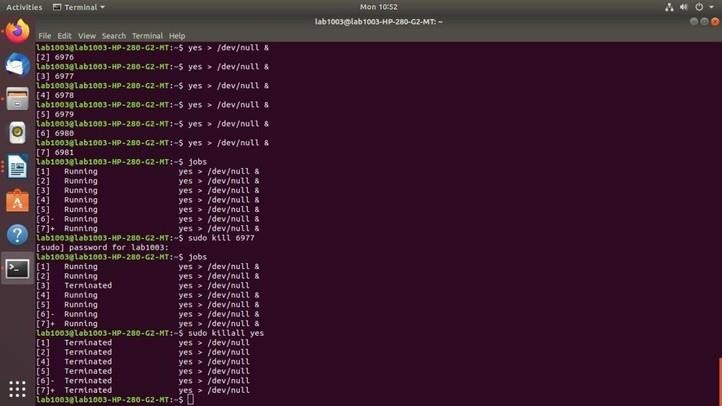 Activities Terminal Mon 10:52
lab1003@lab1003-HP-280-G2-MT: ~
File Edit View Search Terminal Help
lab1003@lab1003-HP-280-G2-MT:~$ yes > /dev/null &
[2] 6976
lab1003@lab1003-HP-280-G2-MT:~$ yes > /dev/null &
[3] 6977
lab1003@lab1003-HP-280-G2-MT:~$ yes > /dev/null &
[4] 6978
lab1003@lab1003-HP-280-G2-MT:~$ yes > /dev/null &
[5] 6979
lab1003@lab1003-HP-280-G2-MT:~$ yes > /dev/null &
[6] 6980
lab1003@lab1003-HP-280-G2-MT:~$ yes > /dev/null &
[7] 6981
lab1003@lab1003-HP-280-G2-MT:~$ jobs
[1] Running yes > /dev/null &
[2] Running yes > /dev/null &
[3] Running yes > /dev/null &
[4] Running yes > /dev/null &
[5] Running yes > /dev/null &
[6]- Running yes > /dev/null &
[7]+ Running yes > /dev/null &
lab1003@lab1003-HP-280-G2-MT:~$ sudo kill 6977
[sudo] password for lab1003:
lab1003@lab1003-HP-280-G2-MT:~$ jobs
[1] Running yes > /dev/null &
[2] Running yes > /dev/null &
[3] Terminated yes > /dev/null
[4] Running yes > /dev/null &
[5] Running yes > /dev/null &
[6]- Running yes > /dev/null &
[7]+ Running yes > /dev/null &
lab1003@lab1003-HP-280-G2-MT:~$ sudo killall yes
[1] Terminated yes > /dev/null
[2] Terminated yes > /dev/null
[4] Terminated yes > /dev/null
[5] Terminated yes > /dev/null
[6]- Terminated yes > /dev/null
[7]+ Terminated yes > /dev/null
lab1003@lab1003-HP-280-G2-MT:~$